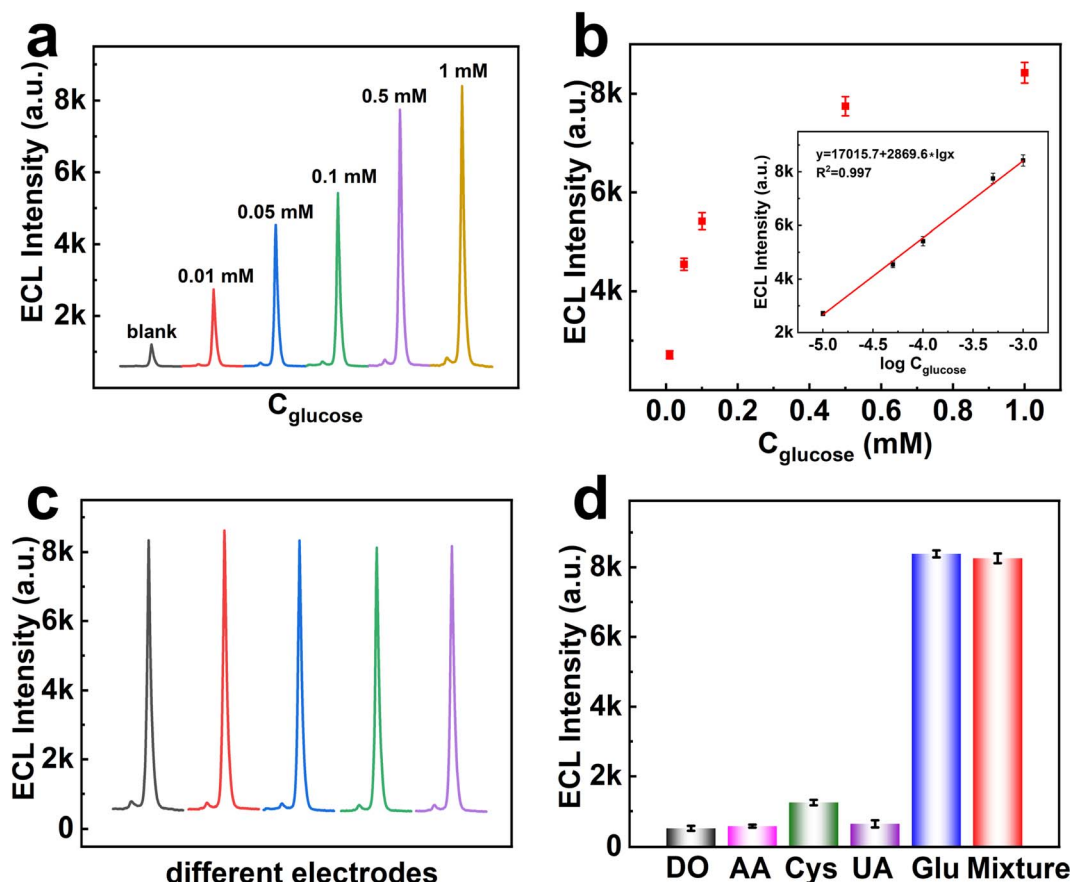 a
ECL Intensity (a.u.)
8k
6k
4k
2k
blank
0.01 mM
0.05 mM
0.1 mM
0.5 mM
1 mM
C_glucose
b
ECL Intensity (a.u.)
8k
6k
4k
0.0 0.2 0.4 0.6 0.8 1.0
C_glucose (mM)
y=17015.7+2869.6*lgx
R²=0.997
ECL Intensity (a.u.)
8k
6k
4k
2k
-5.0 -4.5 -4.0 -3.5 -3.0
log C_glucose
c
ECL Intensity (a.u.)
8k
6k
4k
2k
0
different electrodes
d
ECL Intensity (a.u.)
8k
6k
4k
2k
0
DO AA Cys UA Glu Mixture